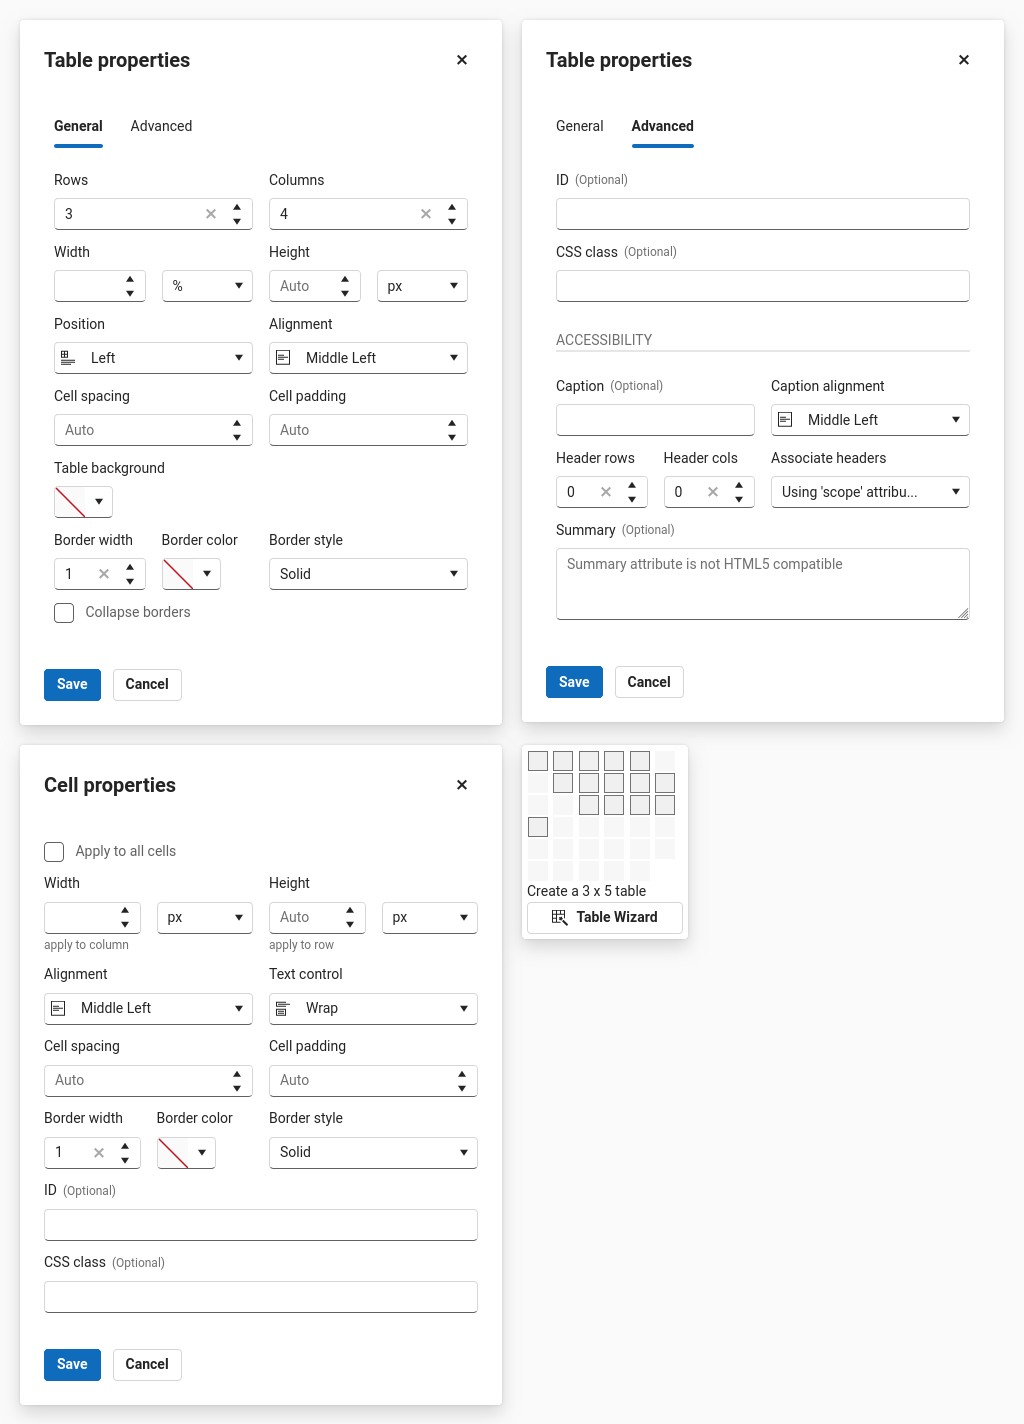 Table properties
General Advanced
Rows Columns
3 4
Width Height
% Auto px
Position Alignment
Left Middle Left
Cell spacing Cell padding
Auto Auto
Table background
Border width Border color Border style
1 Solid
Collapse borders
Save Cancel
Table properties
General Advanced
ID (Optional)
CSS class (Optional)
ACCESSIBILITY
Caption (Optional) Caption alignment
Middle Left
Header rows Header cols Associate headers
0 0 Using 'scope' attribu...
Summary (Optional)
Summary attribute is not HTML5 compatible
Save Cancel
Cell properties
Apply to all cells
Width Height
px Auto px
apply to column apply to row
Alignment Text control
Middle Left Wrap
Cell spacing Cell padding
Auto Auto
Border width Border color Border style
1 Solid
ID (Optional)
CSS class (Optional)
Save Cancel
Create a 3 x 5 table
Table Wizard